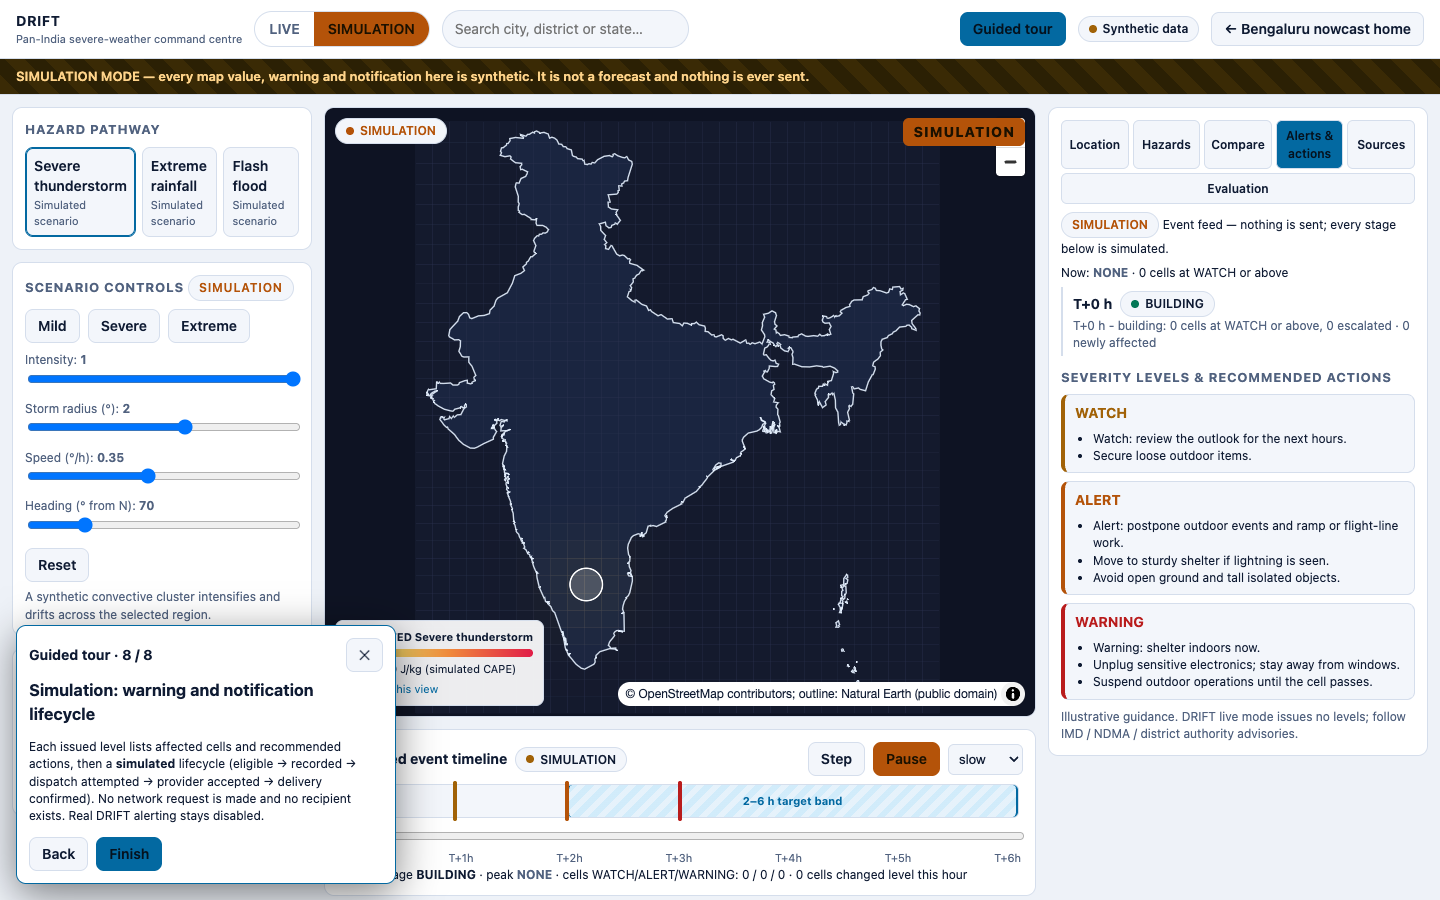 DRIFT
Pan-India severe-weather command centre
LIVE
SIMULATION
Search city, district or state...
Guided tour
Synthetic data
← Bengaluru nowcast home
SIMULATION MODE — every map value, warning and notification here is synthetic. It is not a forecast and nothing is ever sent.
HAZARD PATHWAY
Severe thunderstorm
Simulated scenario
Extreme rainfall
Simulated scenario
Flash flood
Simulated scenario
SCENARIO CONTROLS SIMULATION
Mild
Severe
Extreme
Intensity: 1
Storm radius (°): 2
Speed (°/h): 0.35
Heading (° from N): 70
Reset
A synthetic convective cluster intensifies and
drifts across the selected region.
Guided tour · 8 / 8
×
Simulation: warning and notification
lifecycle
Each issued level lists affected cells and recommended
actions, then a simulated lifecycle (eligible → recorded →
dispatch attempted → provider accepted → delivery
confirmed). No network request is made and no recipient
exists. Real DRIFT alerting stays disabled.
Back
Finish
SIMULATION
SIMULATION
−
ED Severe thunderstorm
J/kg (simulated CAPE)
his view
© OpenStreetMap contributors; outline: Natural Earth (public domain)
ed event timeline
SIMULATION
Step
Pause
slow
2–6 h target band
T+1h
T+2h
T+3h
T+4h
T+5h
T+6h
age BUILDING · peak NONE · cells WATCH/ALERT/WARNING: 0 / 0 / 0 · 0 cells changed level this hour
Location
Hazards
Compare
Alerts & actions
Sources
Evaluation
SIMULATION Event feed — nothing is sent; every stage
below is simulated.
Now: NONE · 0 cells at WATCH or above
T+0 h BUILDING
T+0 h - building: 0 cells at WATCH or above, 0 escalated · 0
newly affected
SEVERITY LEVELS & RECOMMENDED ACTIONS
WATCH
• Watch: review the outlook for the next hours.
• Secure loose outdoor items.
ALERT
• Alert: postpone outdoor events and ramp or flight-line
work.
• Move to sturdy shelter if lightning is seen.
• Avoid open ground and tall isolated objects.
WARNING
• Warning: shelter indoors now.
• Unplug sensitive electronics; stay away from windows.
• Suspend outdoor operations until the cell passes.
Illustrative guidance. DRIFT live mode issues no levels; follow
IMD / NDMA / district authority advisories.